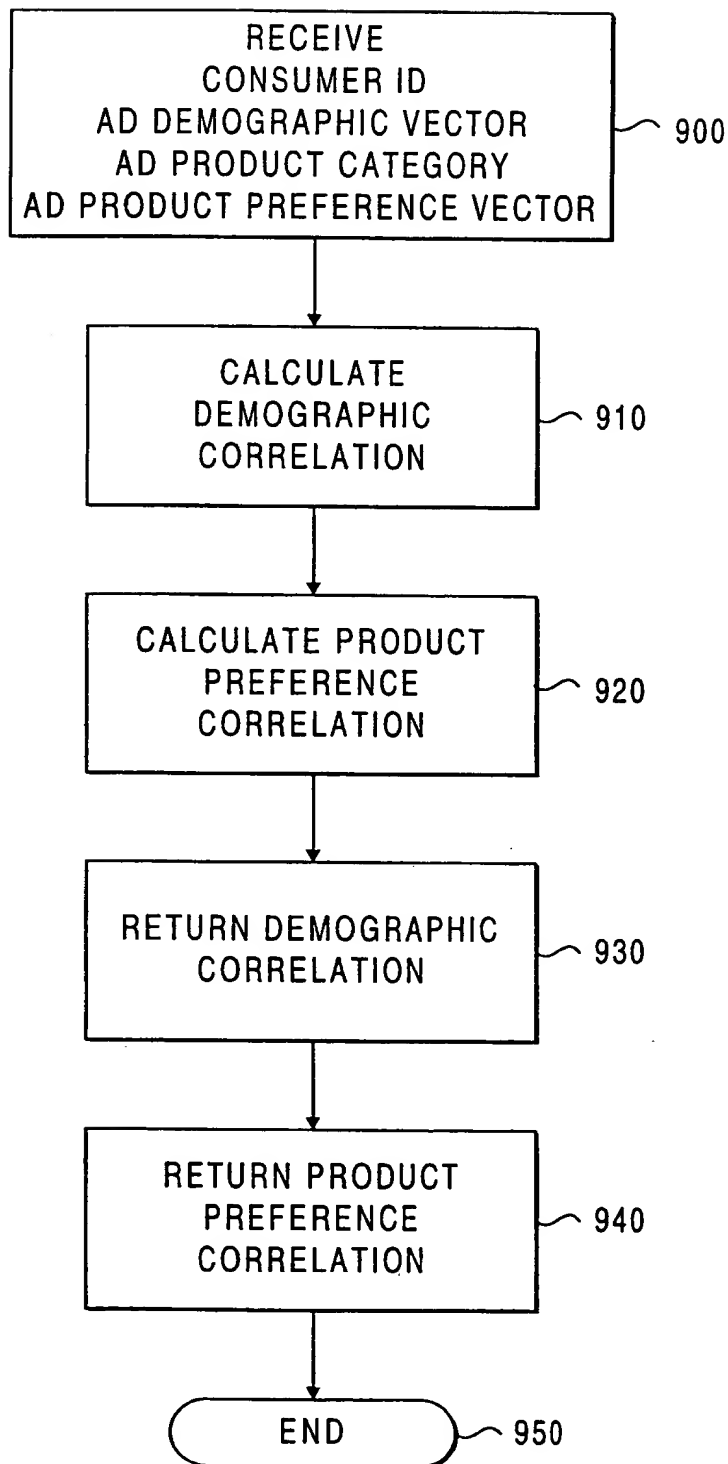 RECEIVE
CONSUMER ID
AD DEMOGRAPHIC VECTOR
AD PRODUCT CATEGORY
AD PRODUCT PREFERENCE VECTOR
900
CALCULATE
DEMOGRAPHIC
CORRELATION
910
CALCULATE PRODUCT
PREFERENCE
CORRELATION
920
RETURN DEMOGRAPHIC
CORRELATION
930
RETURN PRODUCT
PREFERENCE
CORRELATION
940
END
950